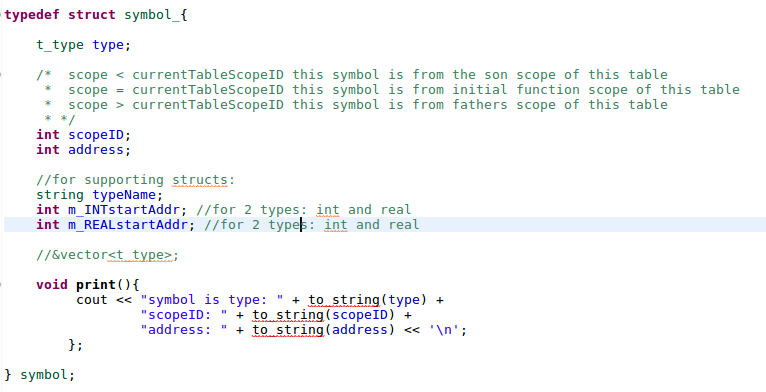 typedef struct symbol_{
t_type type;
/*  scope < currentTableScopeID this symbol is from the son scope of this table
*  scope = currentTableScopeID this symbol is from initial function scope of this table
*  scope > currentTableScopeID this symbol is from fathers scope of this table
* */
int scopeID;
int address;
//for supporting structs:
string typeName;
int m_INTstartAddr; //for 2 types: int and real
int m_REALstartAddr; //for 2 types: int and real
//&vector<t_type>;
void print(){
cout << "symbol is type: " + to_string(type) +
"scopeID: " + to_string(scopeID) +
"address: " + to_string(address) << '\n';
};
} symbol;